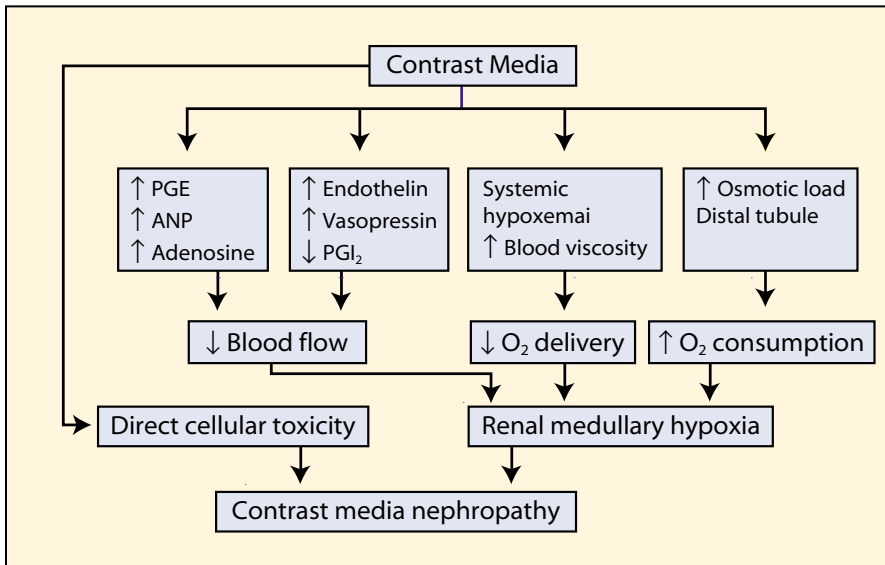 Contrast Media
↑ PGE
↑ ANP
↑ Adenosine
↑ Endothelin
↑ Vasopressin
↓ PGI₂
Systemic
hypoxemai
↑ Blood viscosity
↑ Osmotic load
Distal tubule
↓ Blood flow
↓ O₂ delivery
↑ O₂ consumption
Direct cellular toxicity
Renal medullary hypoxia
Contrast media nephropathy